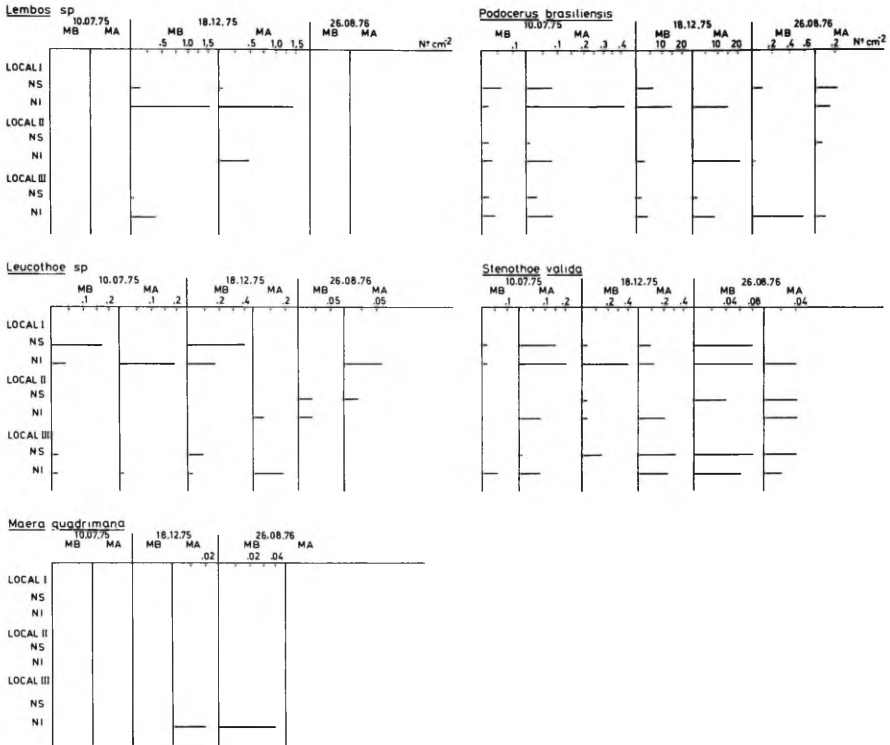 Lembos sp
10.07.75 18.12.75 26.08.76
MB MA MB MA MB MA
.5 1.0 1,5 .5 1.0 1,5 Nº cm-2
LOCAL I
NS
NI
LOCAL II
NS
NI
LOCAL III
NS
NI
Podocerus brasiliensis
10.07.75 18.12.75 26.08.76
MB MA MB MA MB MA
.1 .1 .2 .3 .4 10 20 10 20 .2 .4 .6 .2 Nº cm-2
Leucothoe sp
10.07.75 18.12.75 26.08.76
MB MA MB MA MB MA
.1 .2 .1 .2 .2 .4 .2 .05 .05
LOCAL I
NS
NI
LOCAL II
NS
NI
LOCAL III
NS
NI
Stenothoe valida
10.07.75 18.12.75 26.08.76
MB MA MB MA MB MA
.1 .1 .2 .2 .4 .2 .4 .04 .08 .04
Maera quadrimana
10.07.75 18.12.75 26.08.76
MB MA MB MA MB MA
.02 .02 .04
LOCAL I
NS
NI
LOCAL II
NS
NI
LOCAL III
NS
NI